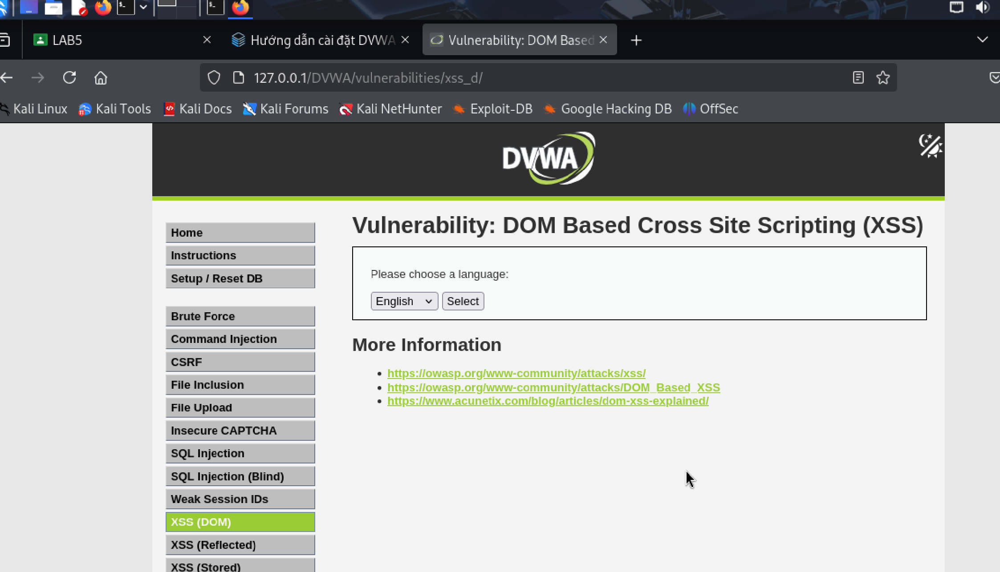 LAB5
Hướng dẫn cài đặt DVWA
Vulnerability: DOM Based
127.0.0.1/DVWA/vulnerabilities/xss_d/
Kali Linux Kali Tools Kali Docs Kali Forums Kali NetHunter Exploit-DB Google Hacking DB OffSec
DVWA
Vulnerability: DOM Based Cross Site Scripting (XSS)
Please choose a language:
English Select
More Information
https://owasp.org/www-community/attacks/xss/
https://owasp.org/www-community/attacks/DOM_Based_XSS
https://www.acunetix.com/blog/articles/dom-xss-explained/
Home
Instructions
Setup / Reset DB
Brute Force
Command Injection
CSRF
File Inclusion
File Upload
Insecure CAPTCHA
SQL Injection
SQL Injection (Blind)
Weak Session IDs
XSS (DOM)
XSS (Reflected)
XSS (Stored)